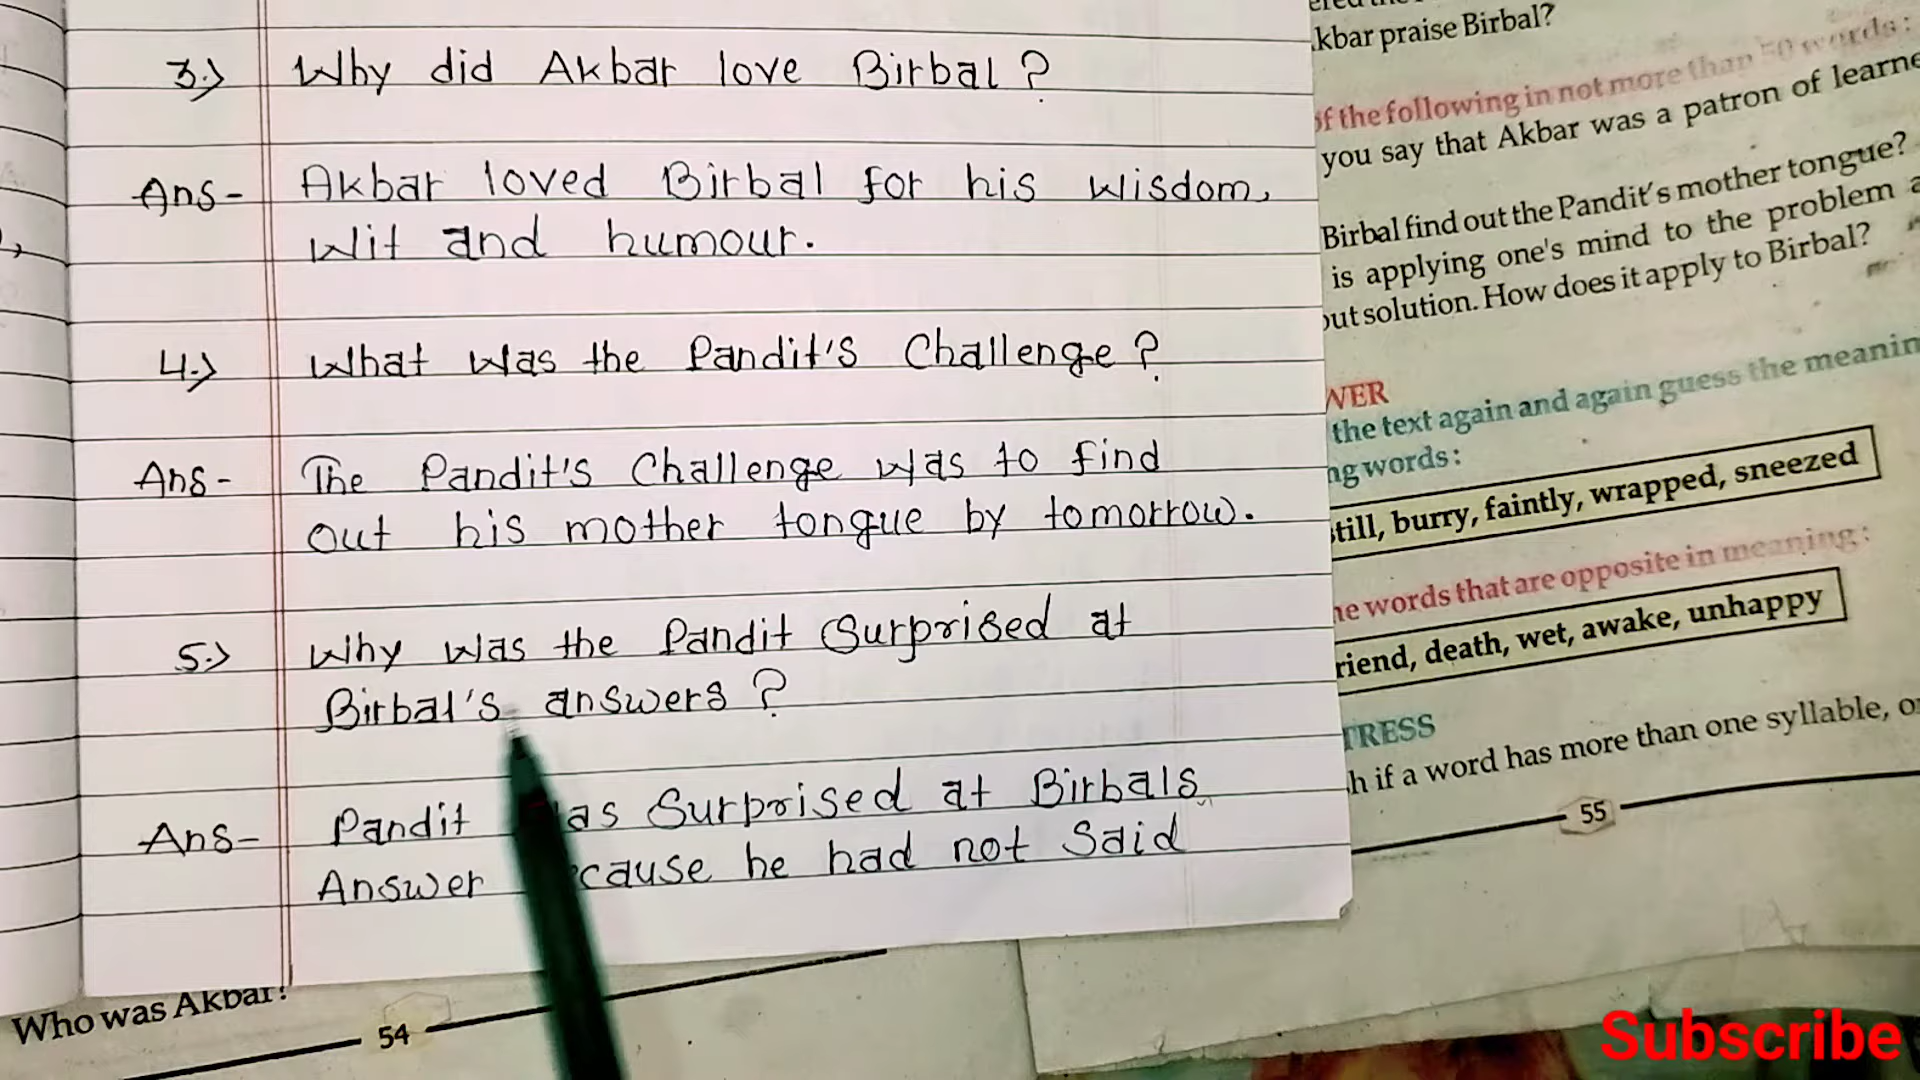 3.) Why did Akbar love Birbal?
Ans- Akbar loved Birbal for his wisdom,
wit and humour.
4.) What was the Pandit's Challenge?
Ans- The Pandit's Challenge was to find
out his mother tongue by tomorrow.
5.) Why was the Pandit Surprised at
Birbal's answers?
Ans- Pandit as Surprised at Birbals
Answer cause he had not Said
Who was Akbar?
54
kbar praise Birbal?
of the following in not more than 50 words:
you say that Akbar was a patron of learne
Birbal find out the Pandit's mother tongue?
is applying one's mind to the problem a
out solution. How does it apply to Birbal?
WER
the text again and again guess the meanin
ng words:
till, burry, faintly, wrapped, sneezed
he words that are opposite in meaning:
riend, death, wet, awake, unhappy
TRESS
h if a word has more than one syllable, o
55
Subscribe